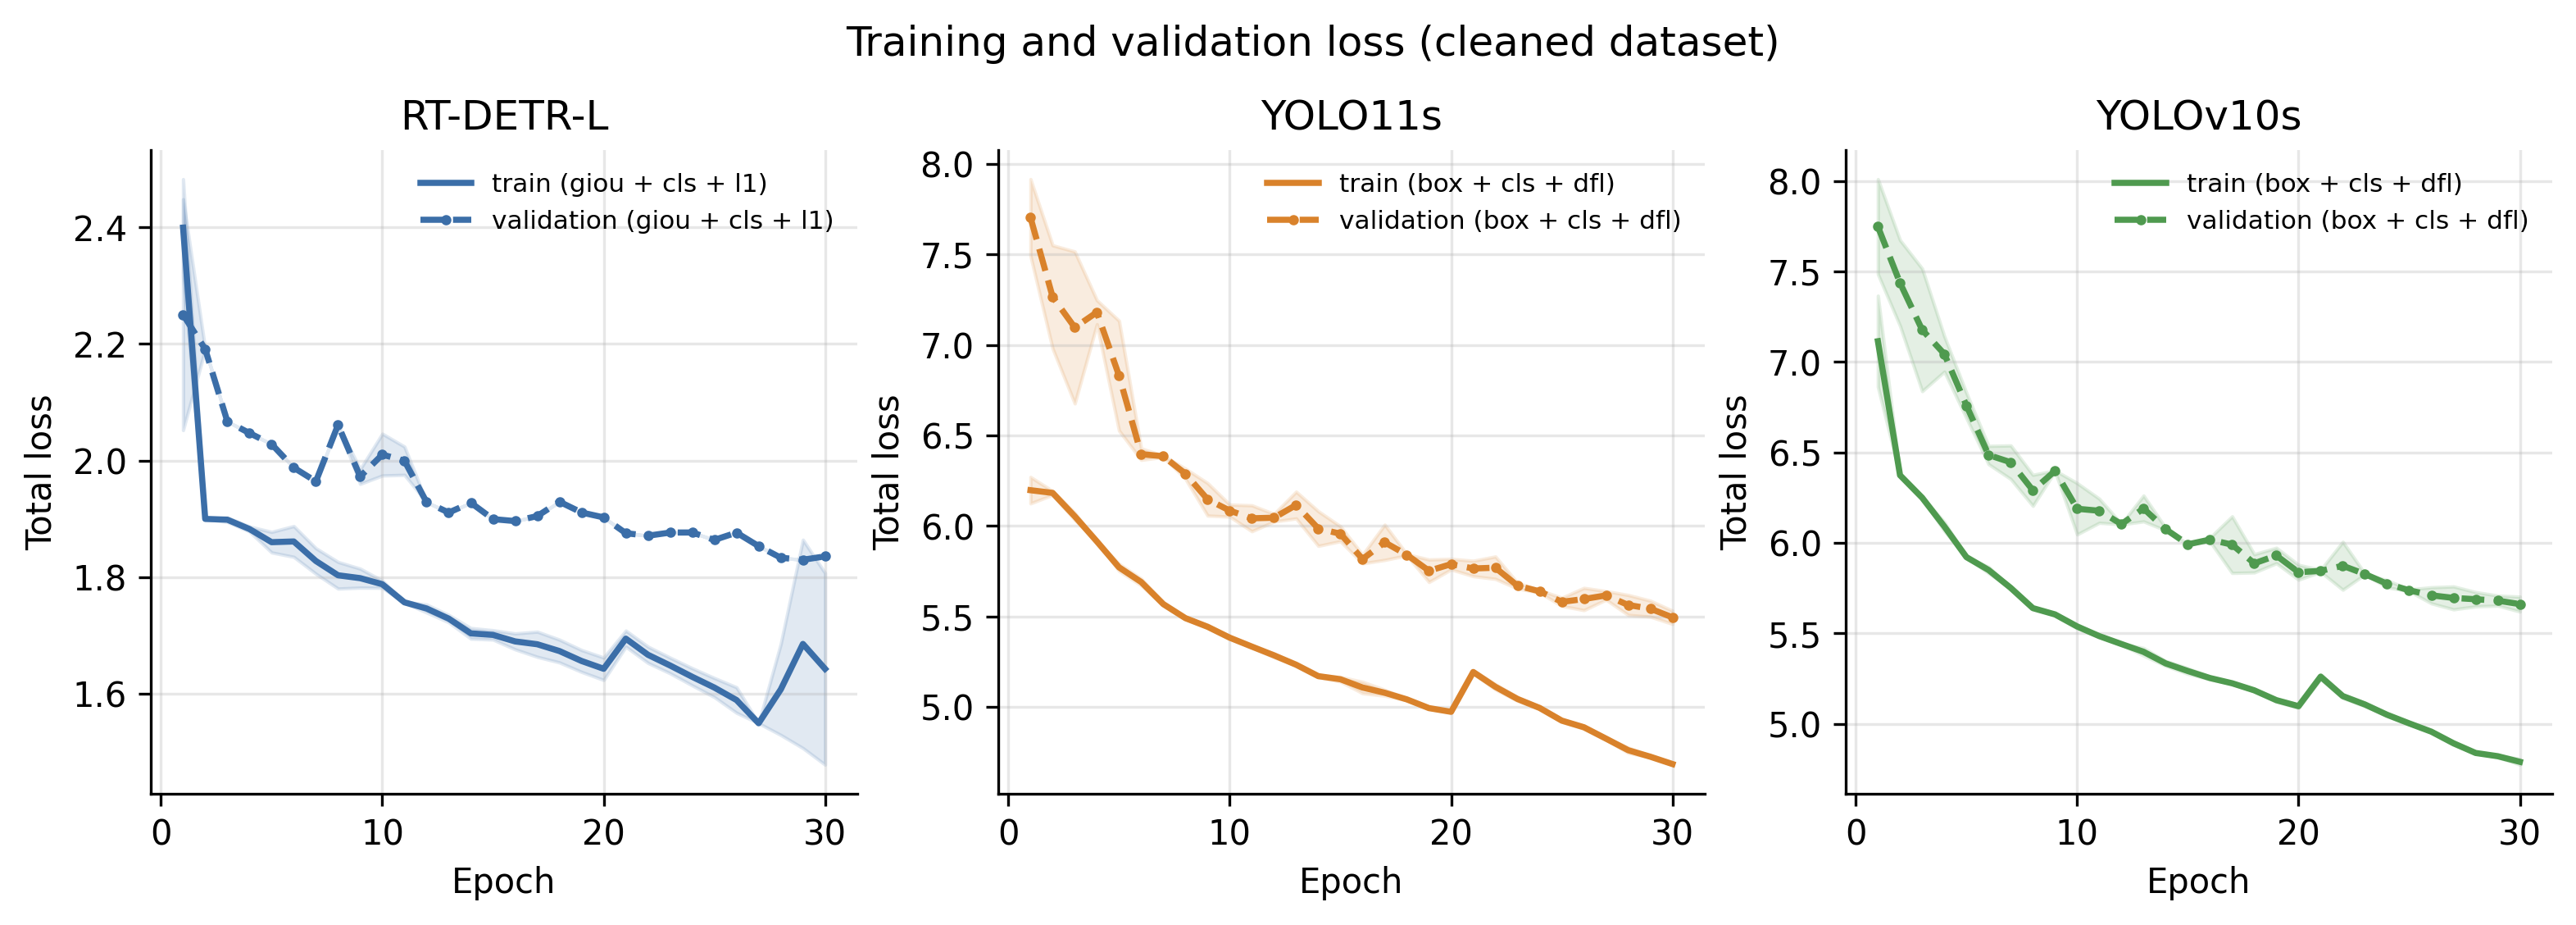 Training and validation loss (cleaned dataset)
RT-DETR-L
train (giou + cls + l1)
validation (giou + cls + l1)
2.4
2.2
2.0
1.8
1.6
Total loss
0
10
20
30
Epoch
YOLO11s
train (box + cls + dfl)
validation (box + cls + dfl)
8.0
7.5
7.0
6.5
6.0
5.5
5.0
Total loss
0
10
20
30
Epoch
YOLOv10s
train (box + cls + dfl)
validation (box + cls + dfl)
8.0
7.5
7.0
6.5
6.0
5.5
5.0
Total loss
0
10
20
30
Epoch